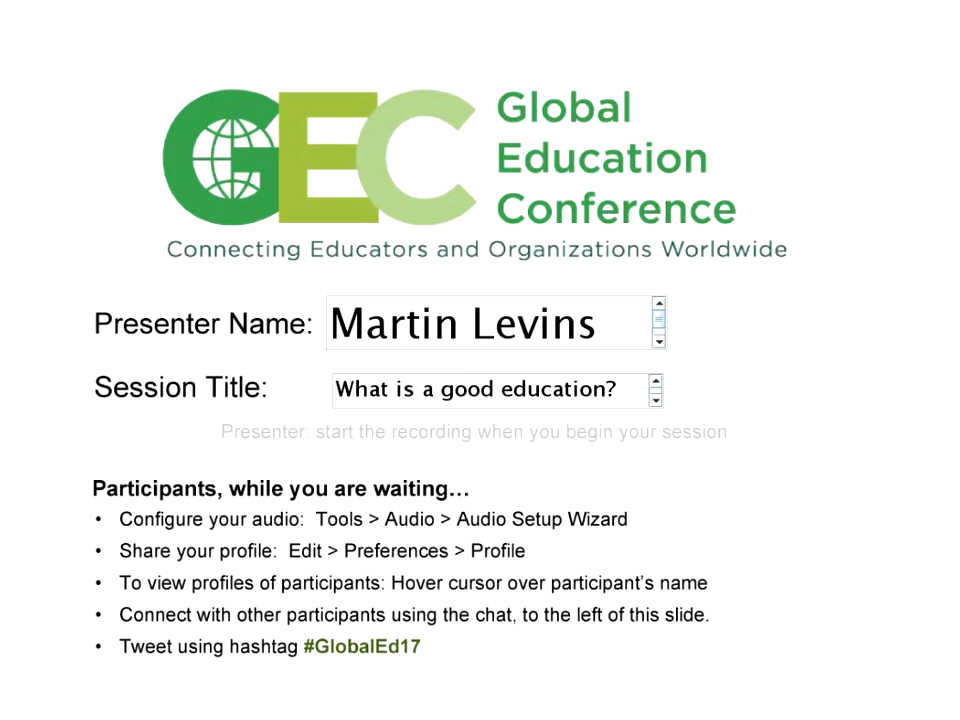 GEC
Global
Education
Conference
Connecting Educators and Organizations Worldwide
Presenter Name: Martin Levins
Session Title: What is a good education?
Presenter: start the recording when you begin your session
Participants, while you are waiting…
• Configure your audio:  Tools > Audio > Audio Setup Wizard
• Share your profile:  Edit > Preferences > Profile
• To view profiles of participants: Hover cursor over participant's name
• Connect with other participants using the chat, to the left of this slide.
• Tweet using hashtag #GlobalEd17